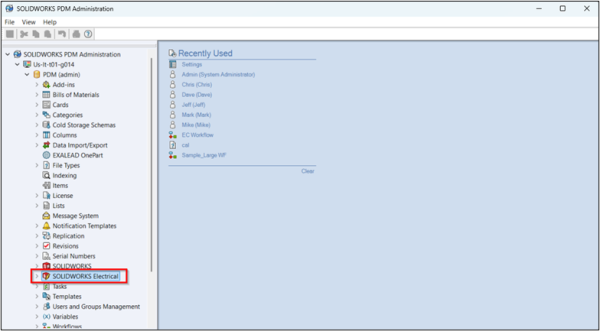 SOLIDWORKS PDM Administration
File View Help
SOLIDWORKS PDM Administration
Us-lt-t01-g014
PDM (admin)
Add-ins
Bills of Materials
Cards
Categories
Cold Storage Schemas
Columns
Data Import/Export
EXALEAD OnePart
File Types
Indexing
Items
License
Lists
Message System
Notification Templates
Replication
Revisions
Serial Numbers
SOLIDWORKS
SOLIDWORKS Electrical
Tasks
Templates
Users and Groups Management
Variables
Workflows
Recently Used
Settings
Admin (System Administrator)
Chris (Chris)
Dave (Dave)
Jeff (Jeff)
Mark (Mark)
Mike (Mike)
EC Workflow
cal
Sample_Large WF
Clear